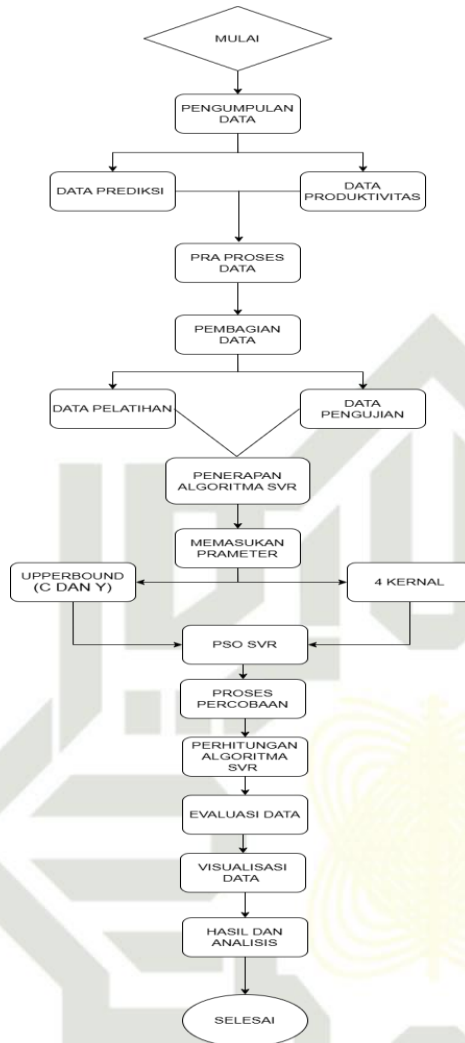 MULAI
PENGUMPULAN
DATA
DATA PREDIKSI
DATA
PRODUKTIVITAS
PRA PROSES
DATA
PEMBAGIAN
DATA
DATA PELATIHAN
DATA
PENGUJIAN
PENERAPAN
ALGORITMA SVR
MEMASUKAN
PRAMETER
UPPERBOUND
(C DAN Y)
4 KERNAL
PSO SVR
PROSES
PERCOBAAN
PERHITUNGAN
ALGORITMA
SVR
EVALUASI DATA
VISUALISASI
DATA
HASIL DAN
ANALISIS
SELESAI